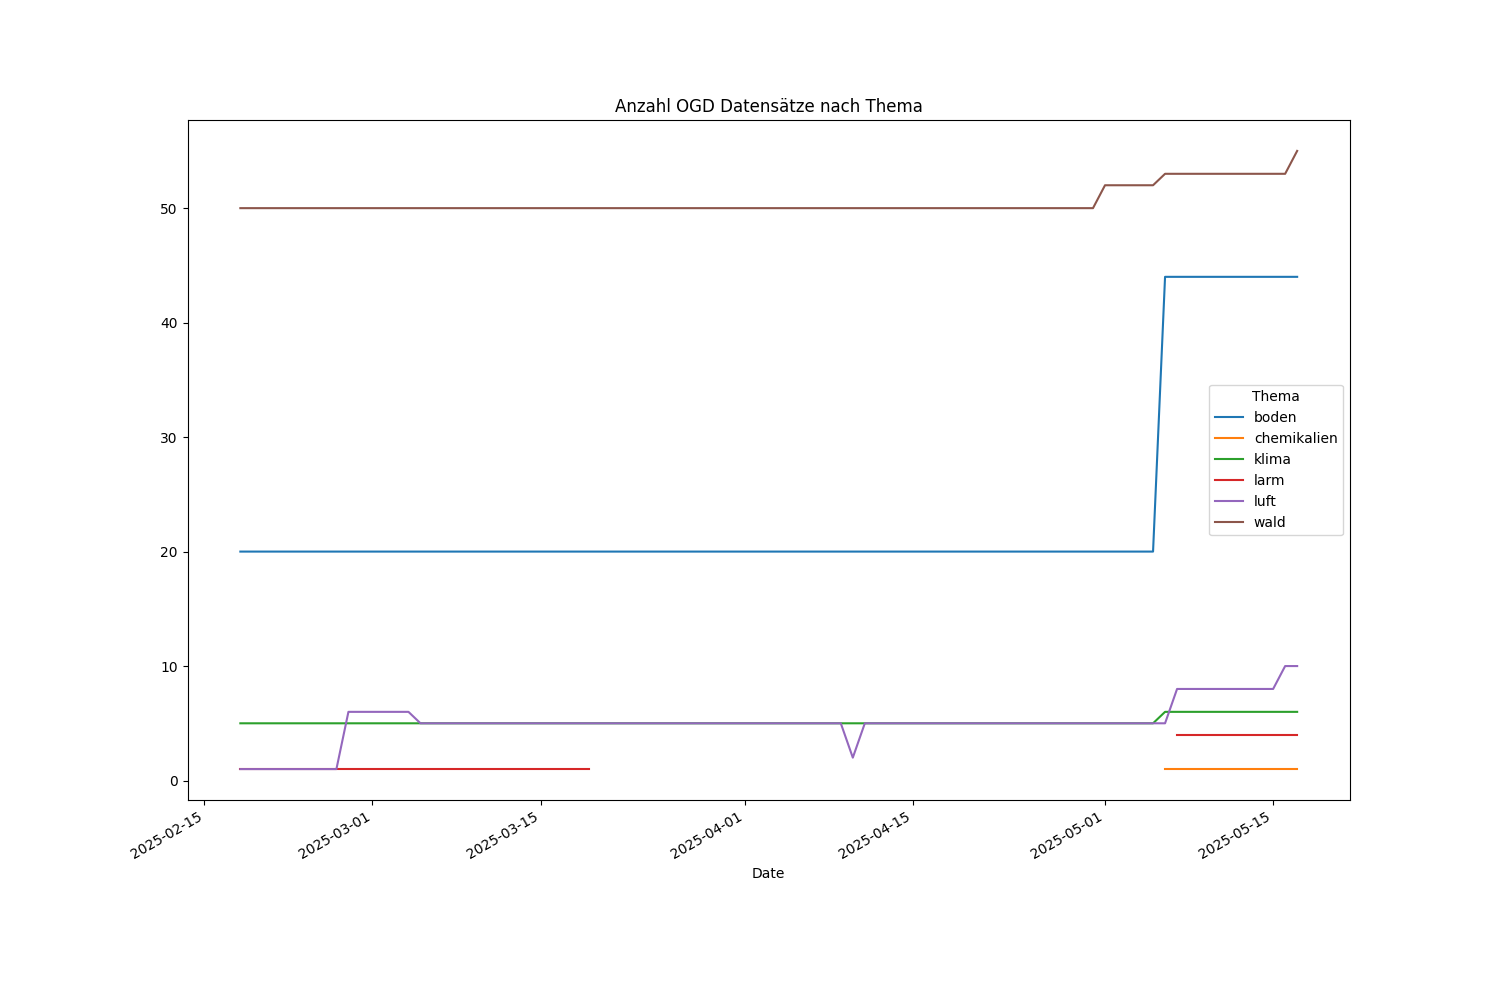 Anzahl OGD Datensätze nach Thema
50
40
30
20
10
0
Thema
boden
chemikalien
klima
larm
luft
wald
2025-02-15
2025-03-01
2025-03-15
2025-04-01
2025-04-15
2025-05-01
2025-05-15
Date